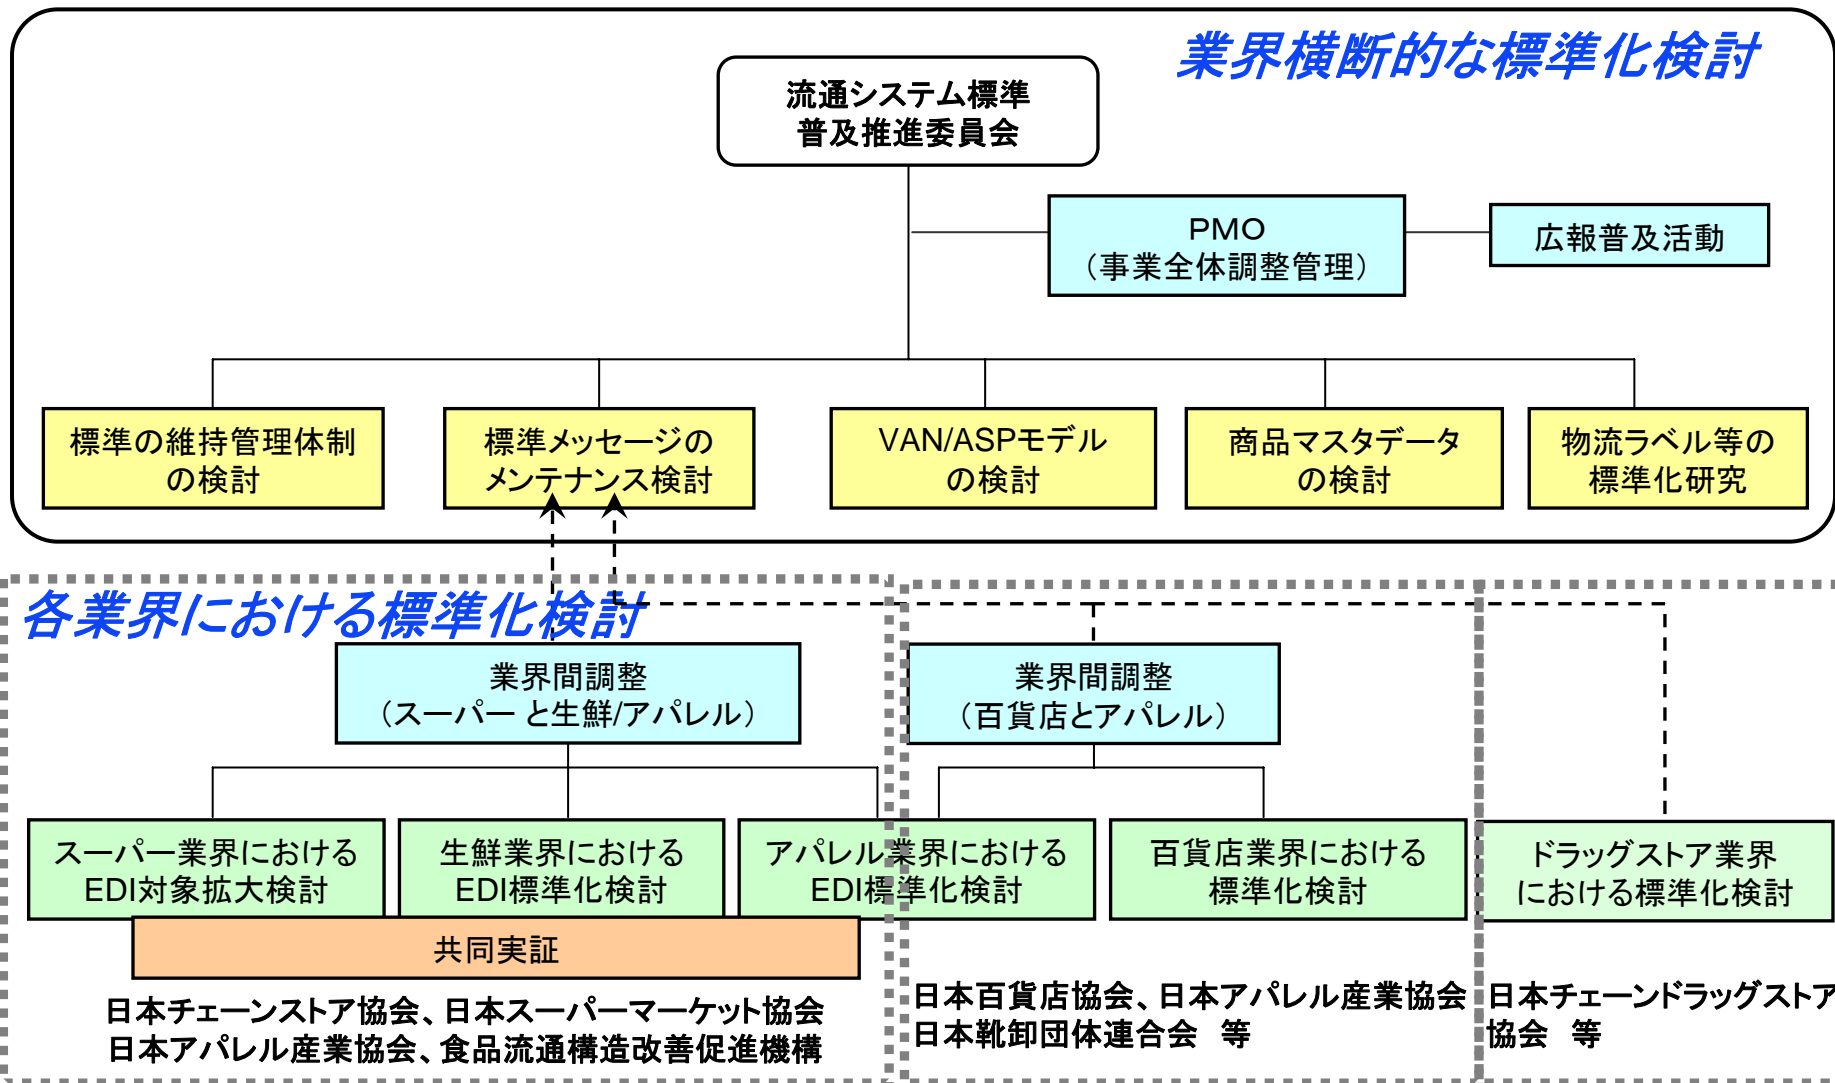 業界横断的な標準化検討
流通システム標準
普及推進委員会
PMO
（事業全体調整管理）
広報普及活動
標準の維持管理体制
の検討
標準メッセージの
メンテナンス検討
VAN/ASPモデル
の検討
商品マスタデータ
の検討
物流ラベル等の
標準化研究
各業界における標準化検討
業界間調整
（スーパー と生鮮/アパレル）
業界間調整
（百貨店とアパレル）
スーパー業界における
EDI対象拡大検討
生鮮業界における
EDI標準化検討
アパレル業界における
EDI標準化検討
百貨店業界における
標準化検討
ドラッグストア業界
における標準化検討
共同実証
日本チェーンストア協会、日本スーパーマーケット協会
日本アパレル産業協会、食品流通構造改善促進機構
日本百貨店協会、日本アパレル産業協会
日本靴卸団体連合会　等
日本チェーンドラッグストア
協会　等